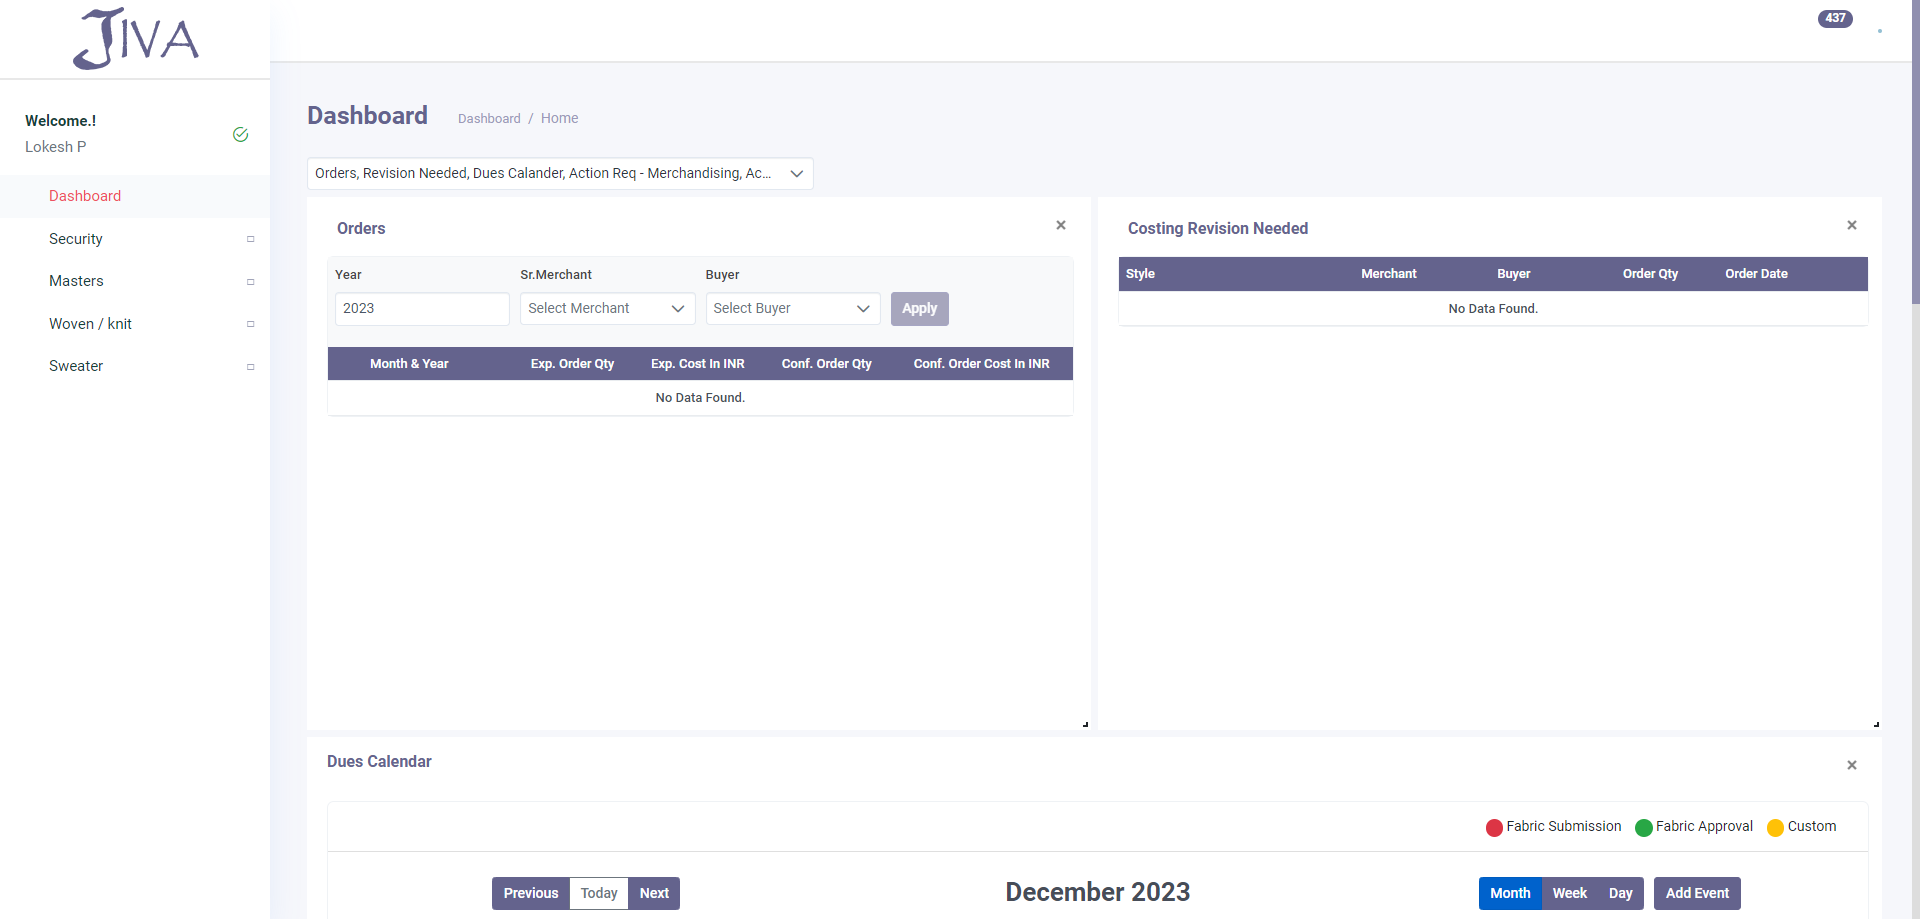 JIVA
437
Welcome.!
Lokesh P
Dashboard
Security
Masters
Woven / knit
Sweater
Dashboard
Dashboard / Home
Orders, Revision Needed, Dues Calander, Action Req - Merchandising, Ac...
Orders
×
Year
Sr.Merchant
Buyer
2023
Select Merchant
Select Buyer
Apply
Month & Year Exp. Order Qty Exp. Cost In INR Conf. Order Qty Conf. Order Cost In INR
No Data Found.
Costing Revision Needed
×
Style Merchant Buyer Order Qty Order Date
No Data Found.
Dues Calendar
×
Fabric Submission Fabric Approval Custom
Previous Today Next
December 2023
Month Week Day Add Event